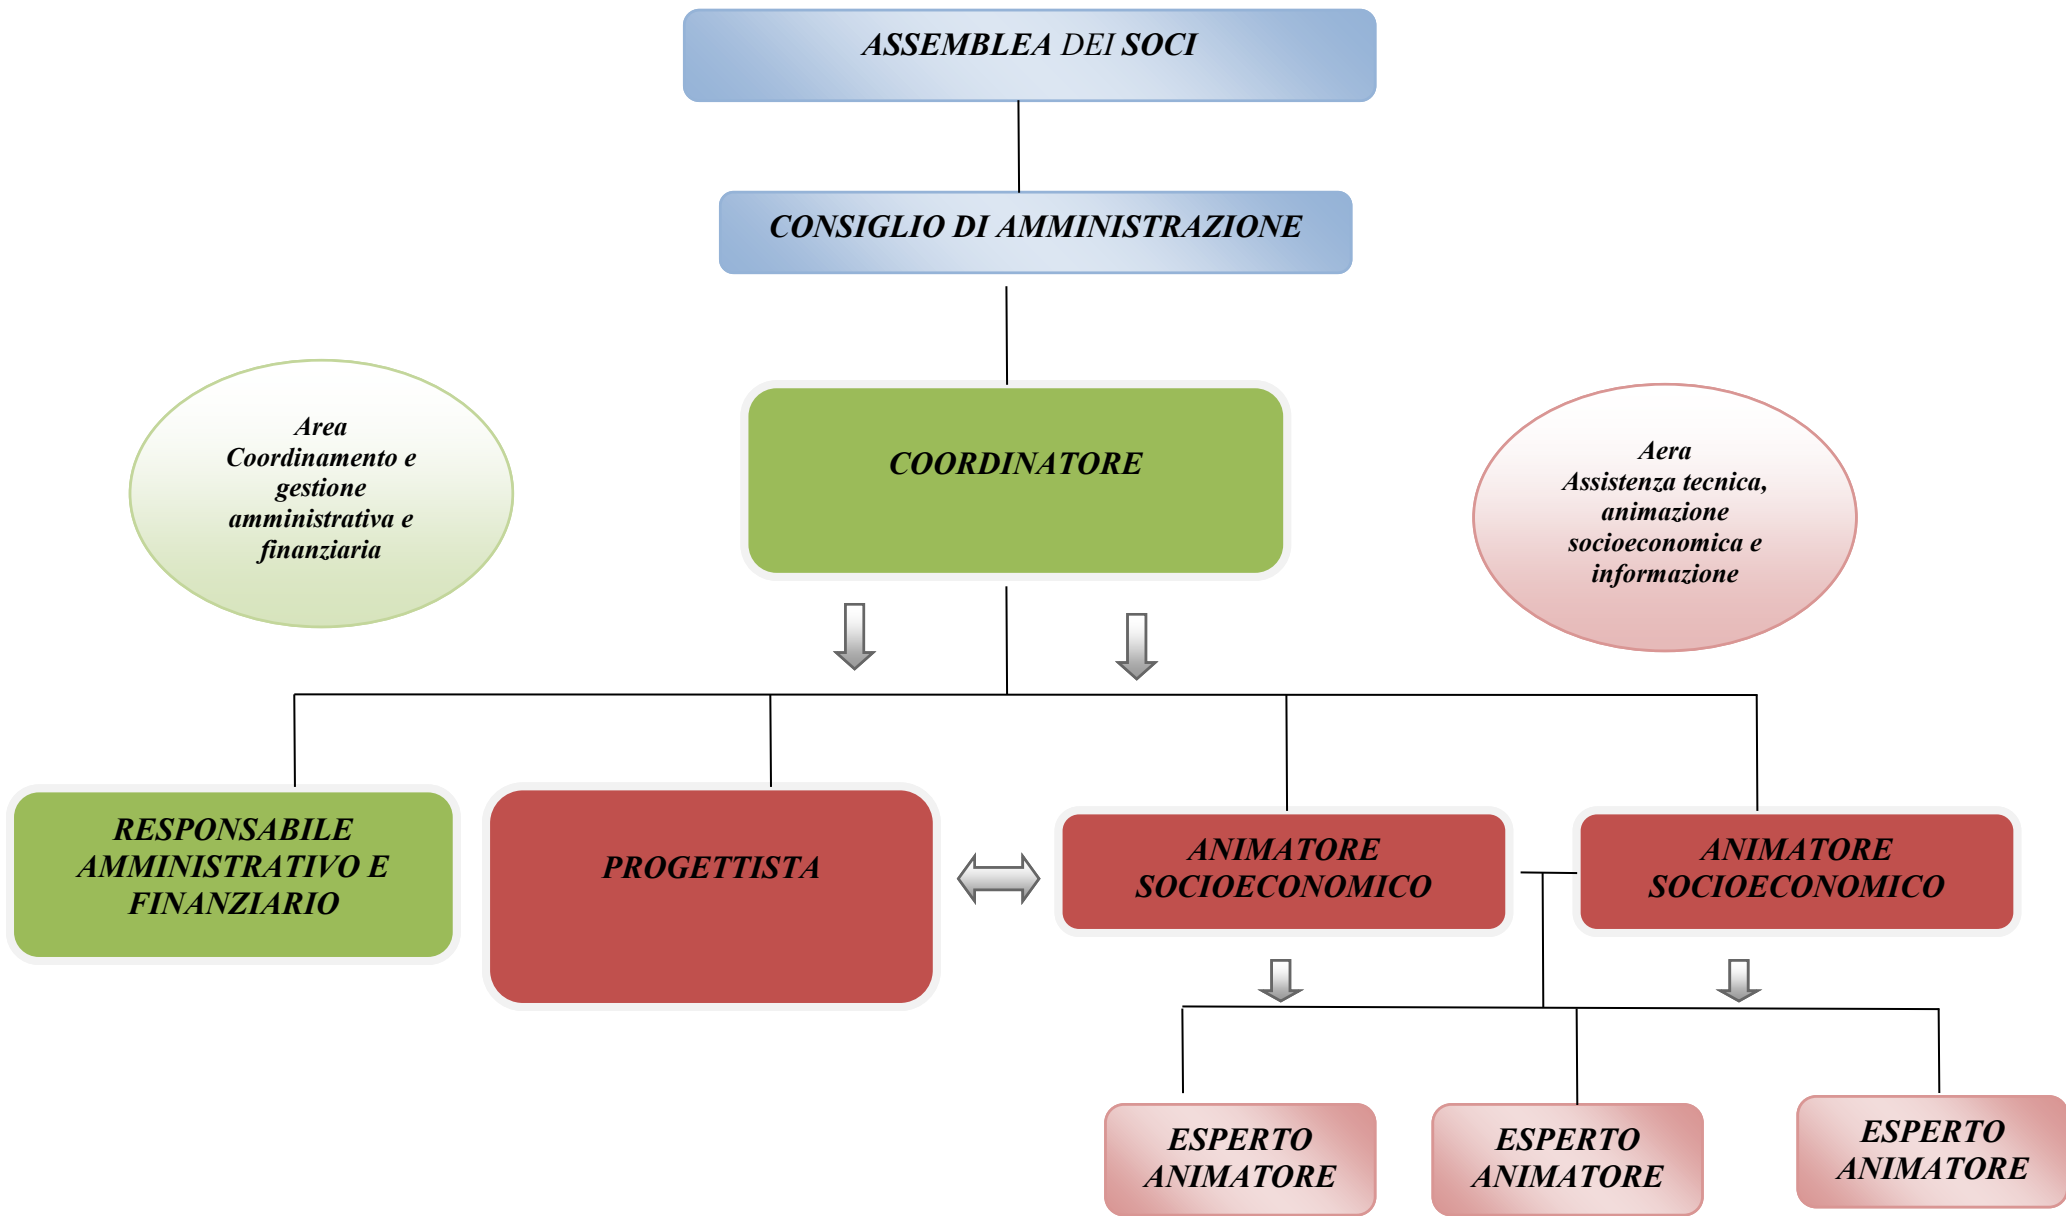 ASSEMBLEA DEI SOCI
CONSIGLIO DI AMMINISTRAZIONE
Area
Coordinamento e
gestione
amministrativa e
finanziaria
COORDINATORE
Aera
Assistenza tecnica,
animazione
socioeconomica e
informazione
RESPONSABILE
AMMINISTRATIVO E
FINANZIARIO
PROGETTISTA
ANIMATORE
SOCIOECONOMICO
ANIMATORE
SOCIOECONOMICO
ESPERTO
ANIMATORE
ESPERTO
ANIMATORE
ESPERTO
ANIMATORE